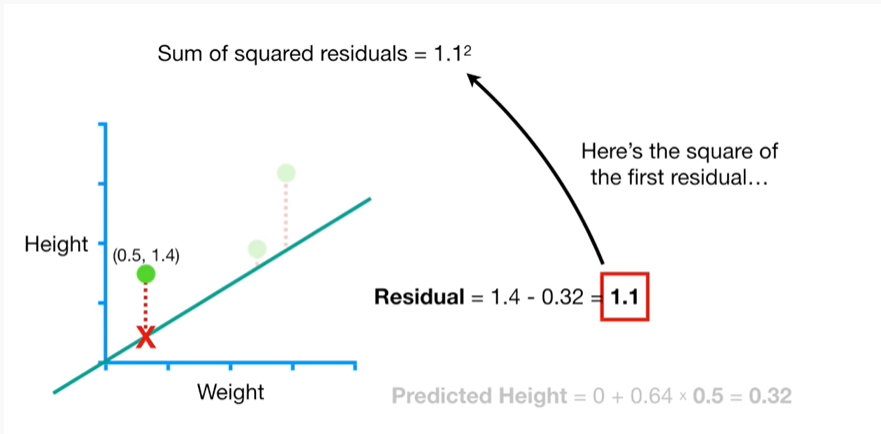 Sum of squared residuals = 1.1²
Here's the square of
the first residual...
Height
(0.5, 1.4)
Residual = 1.4 - 0.32 = 1.1
X
Weight
Predicted Height = 0 + 0.64 × 0.5 = 0.32